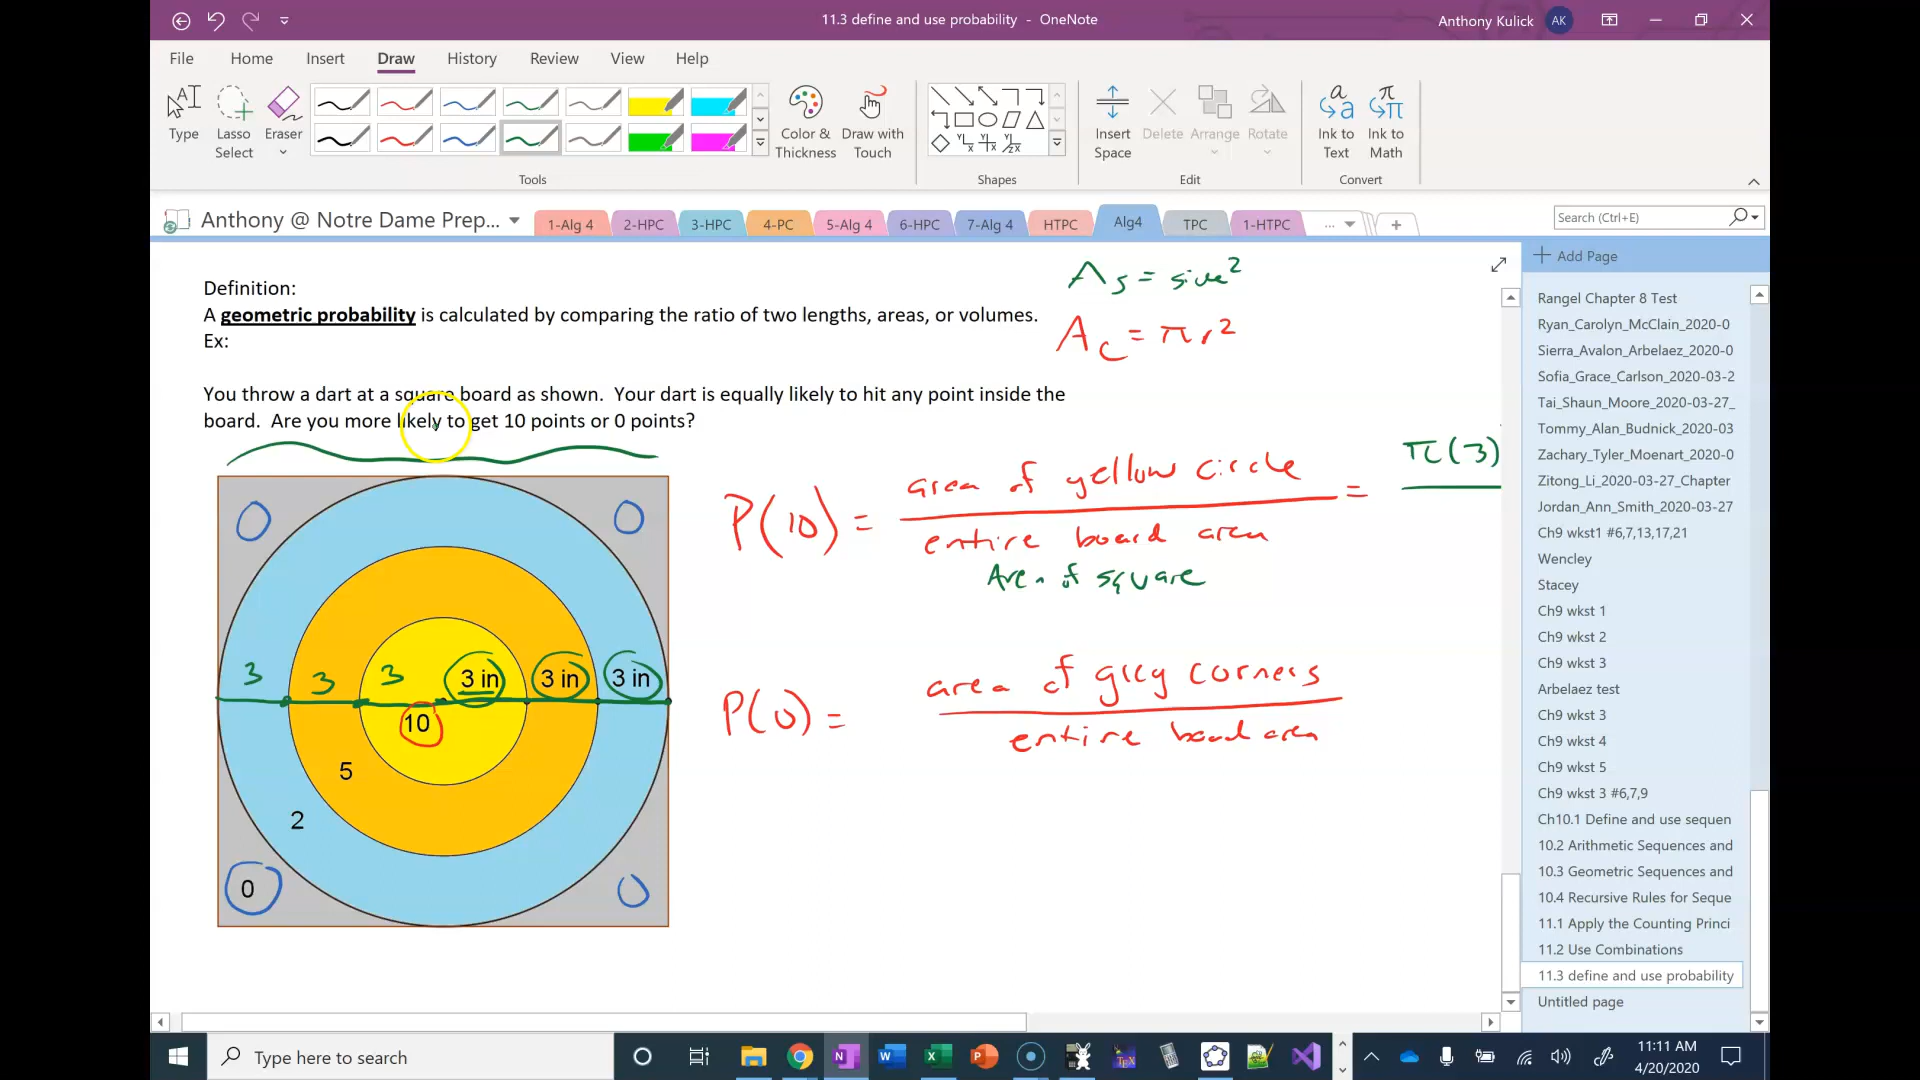 11.3 define and use probability - OneNote
Anthony Kulick AK
File Home Insert Draw History Review View Help
Type
Lasso Select
Eraser
Color & Thickness
Draw with Touch
Insert Space
Delete
Arrange
Rotate
Ink to Text
Ink to Math
Tools
Shapes
Edit
Convert
Anthony @ Notre Dame Prep...
1-Alg 4 2-HPC 3-HPC 4-PC 5-Alg 4 6-HPC 7-Alg 4 HTPC Alg4 TPC 1-HTPC ...
Search (Ctrl+E)
Definition:
A geometric probability is calculated by comparing the ratio of two lengths, areas, or volumes.
Ex:
You throw a dart at a square board as shown. Your dart is equally likely to hit any point inside the
board. Are you more likely to get 10 points or 0 points?
A_s = side²
A_c = πr²
0 0
3 3 3 3 in 3 in 3 in
10
5
2
0 0
P(10) = area of yellow circle / entire board area = π(3)
Area of square
P(0) = area of grey corners / entire board area
Add Page
Rangel Chapter 8 Test
Ryan_Carolyn_McClain_2020-0
Sierra_Avalon_Arbelaez_2020-0
Sofia_Grace_Carlson_2020-03-2
Tai_Shaun_Moore_2020-03-27_
Tommy_Alan_Budnick_2020-03
Zachary_Tyler_Moenart_2020-0
Zitong_Li_2020-03-27_Chapter
Jordan_Ann_Smith_2020-03-27
Ch9 wkst1 #6,7,13,17,21
Wencley
Stacey
Ch9 wkst 1
Ch9 wkst 2
Ch9 wkst 3
Arbelaez test
Ch9 wkst 3
Ch9 wkst 4
Ch9 wkst 5
Ch9 wkst 3 #6,7,9
Ch10.1 Define and use sequen
10.2 Arithmetic Sequences and
10.3 Geometric Sequences and
10.4 Recursive Rules for Seque
11.1 Apply the Counting Princi
11.2 Use Combinations
11.3 define and use probability
Untitled page
Type here to search
11:11 AM
4/20/2020